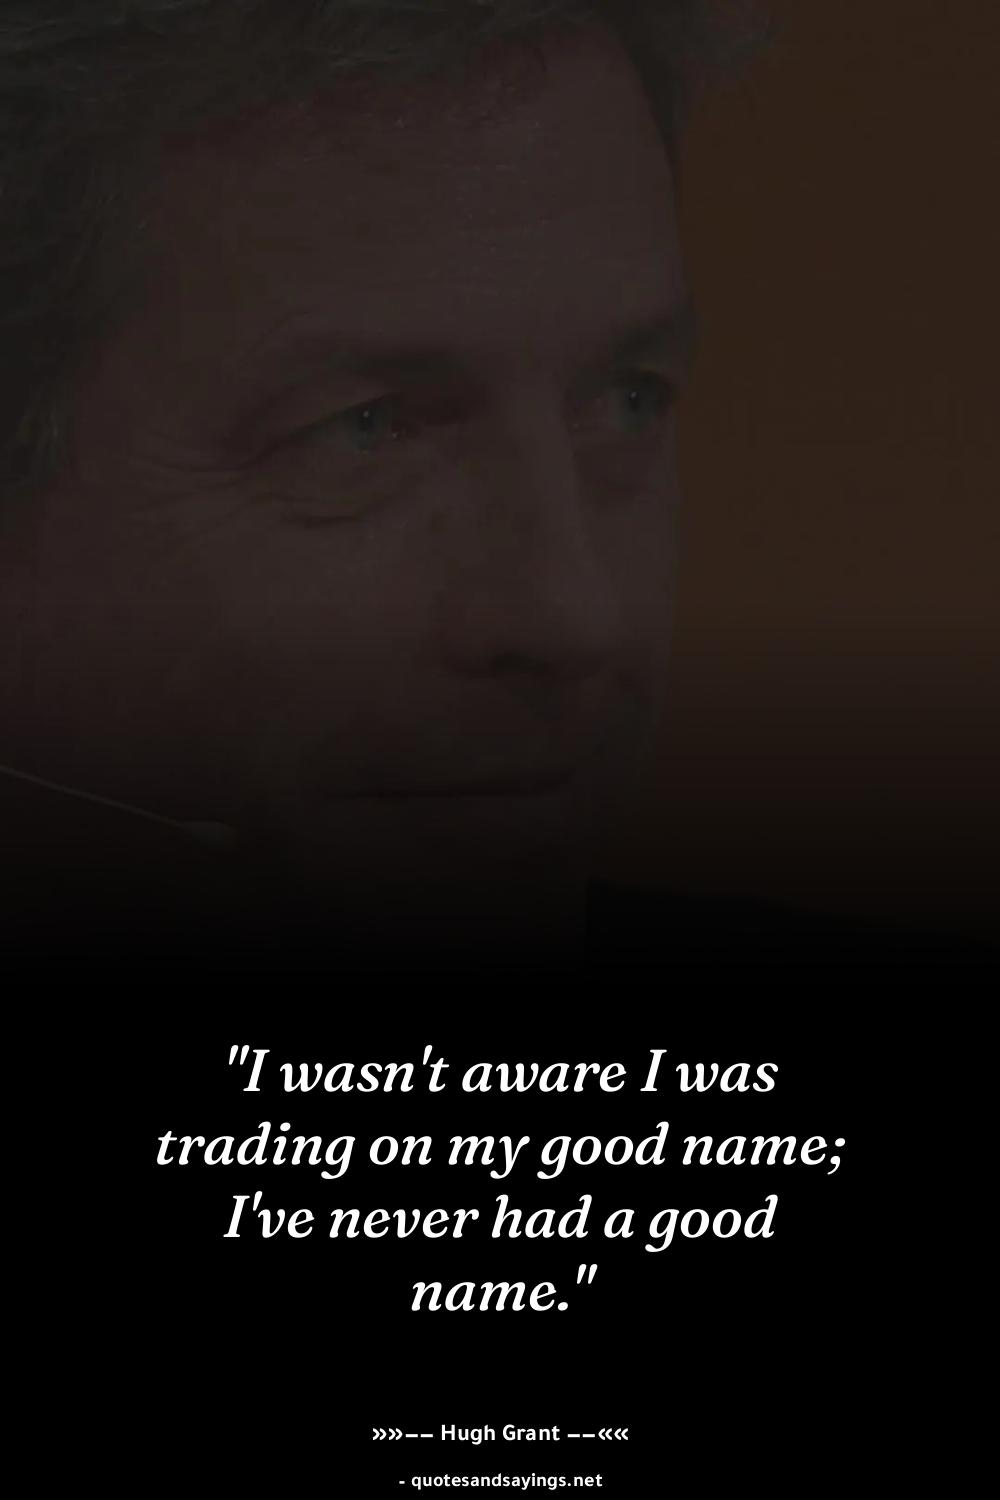 "I wasn't aware I was
trading on my good name;
I've never had a good
name."
»»–– Hugh Grant ––««
- quotesandsayings.net